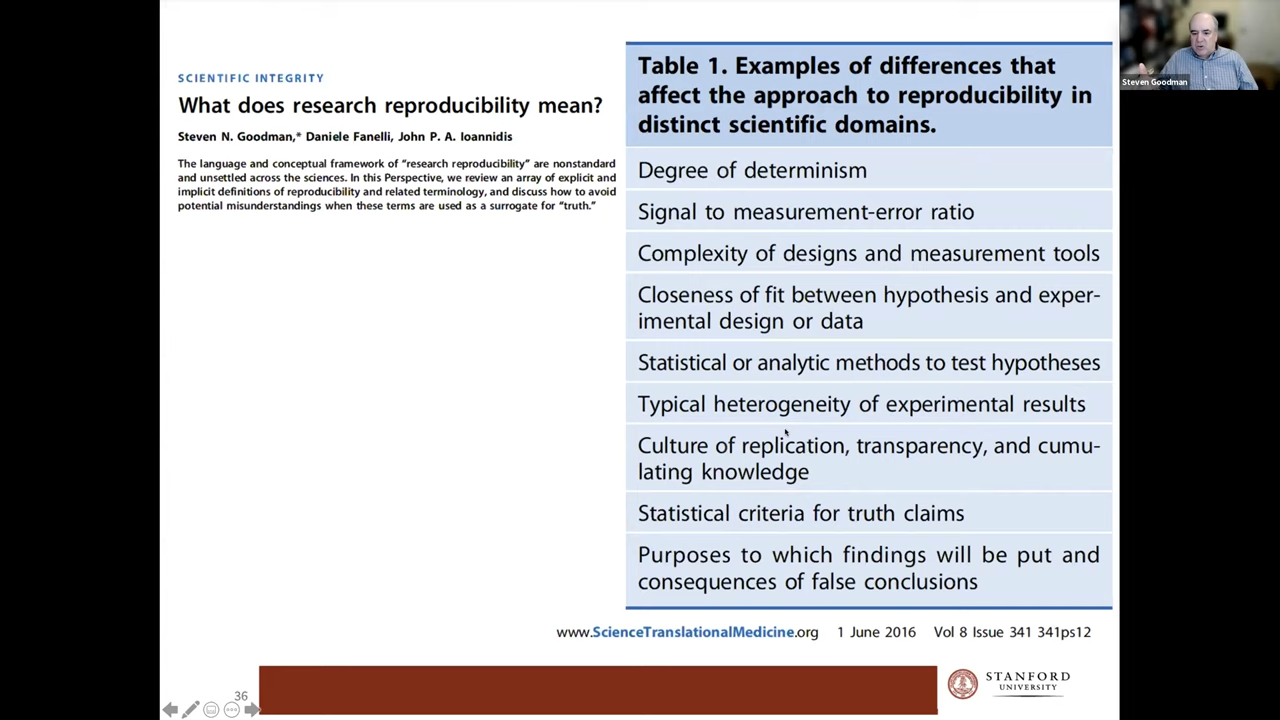 SCIENTIFIC INTEGRITY
What does research reproducibility mean?
Steven N. Goodman,* Daniele Fanelli, John P. A. Ioannidis
The language and conceptual framework of “research reproducibility” are nonstandard
and unsettled across the sciences. In this Perspective, we review an array of explicit and
implicit definitions of reproducibility and related terminology, and discuss how to avoid
potential misunderstandings when these terms are used as a surrogate for “truth.”
Table 1. Examples of differences that
affect the approach to reproducibility in
distinct scientific domains.
Degree of determinism
Signal to measurement-error ratio
Complexity of designs and measurement tools
Closeness of fit between hypothesis and exper-
imental design or data
Statistical or analytic methods to test hypotheses
Typical heterogeneity of experimental results
Culture of replication, transparency, and cumu-
lating knowledge
Statistical criteria for truth claims
Purposes to which findings will be put and
consequences of false conclusions
www.ScienceTranslationalMedicine.org 1 June 2016 Vol 8 Issue 341 341ps12
36
STANFORD
UNIVERSITY
Steven Goodman